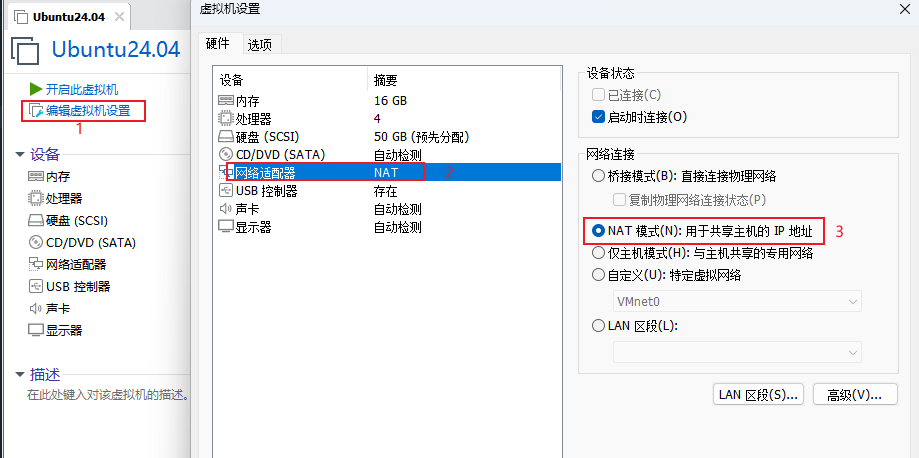 Ubuntu24.04
Ubuntu24.04
开启此虚拟机
编辑虚拟机设置
1
设备
内存
处理器
硬盘 (SCSI)
CD/DVD (SATA)
网络适配器
USB 控制器
声卡
显示器
描述
在此处键入对该虚拟机的描述。
虚拟机设置
硬件 选项
设备 摘要
内存 16 GB
处理器 4
硬盘 (SCSI) 50 GB (预先分配)
CD/DVD (SATA) 自动检测
网络适配器 NAT 2
USB 控制器 存在
声卡 自动检测
显示器 自动检测
设备状态
已连接(C)
启动时连接(O)
网络连接
桥接模式(B): 直接连接物理网络
复制物理网络连接状态(P)
NAT 模式(N): 用于共享主机的 IP 地址 3
仅主机模式(H): 与主机共享的专用网络
自定义(U): 特定虚拟网络
VMnet0
LAN 区段(L):
LAN 区段(S)... 高级(V)...